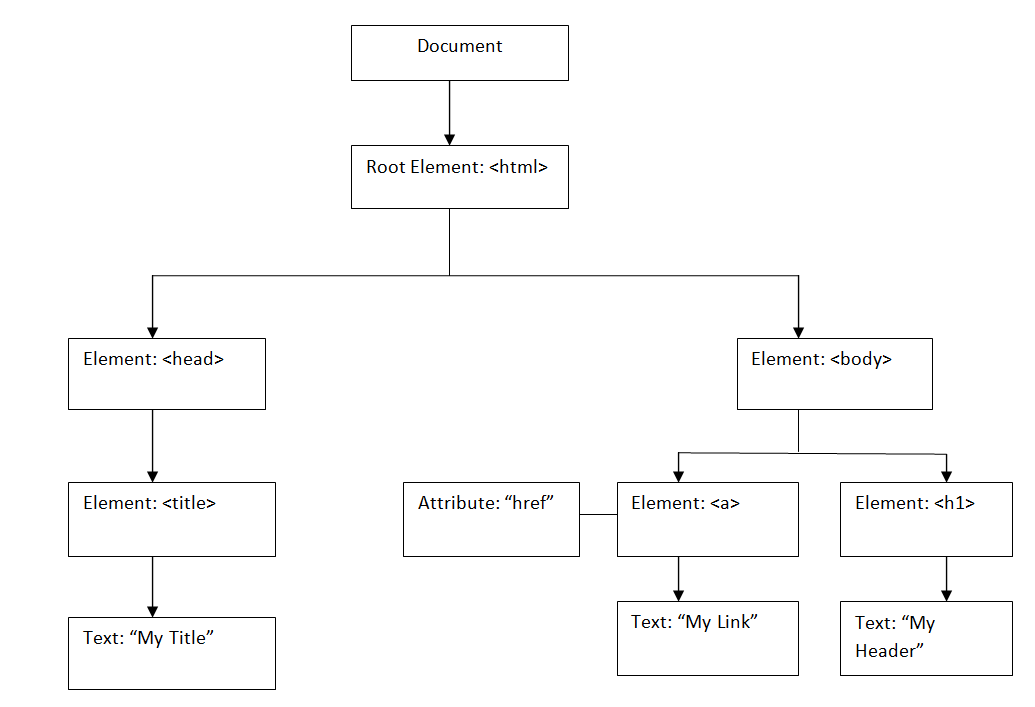 Document
Root Element: <html>
Element: <head>
Element: <body>
Element: <title>
Attribute: “href”
Element: <a>
Element: <h1>
Text: “My Title”
Text: “My Link”
Text: “My
Header”